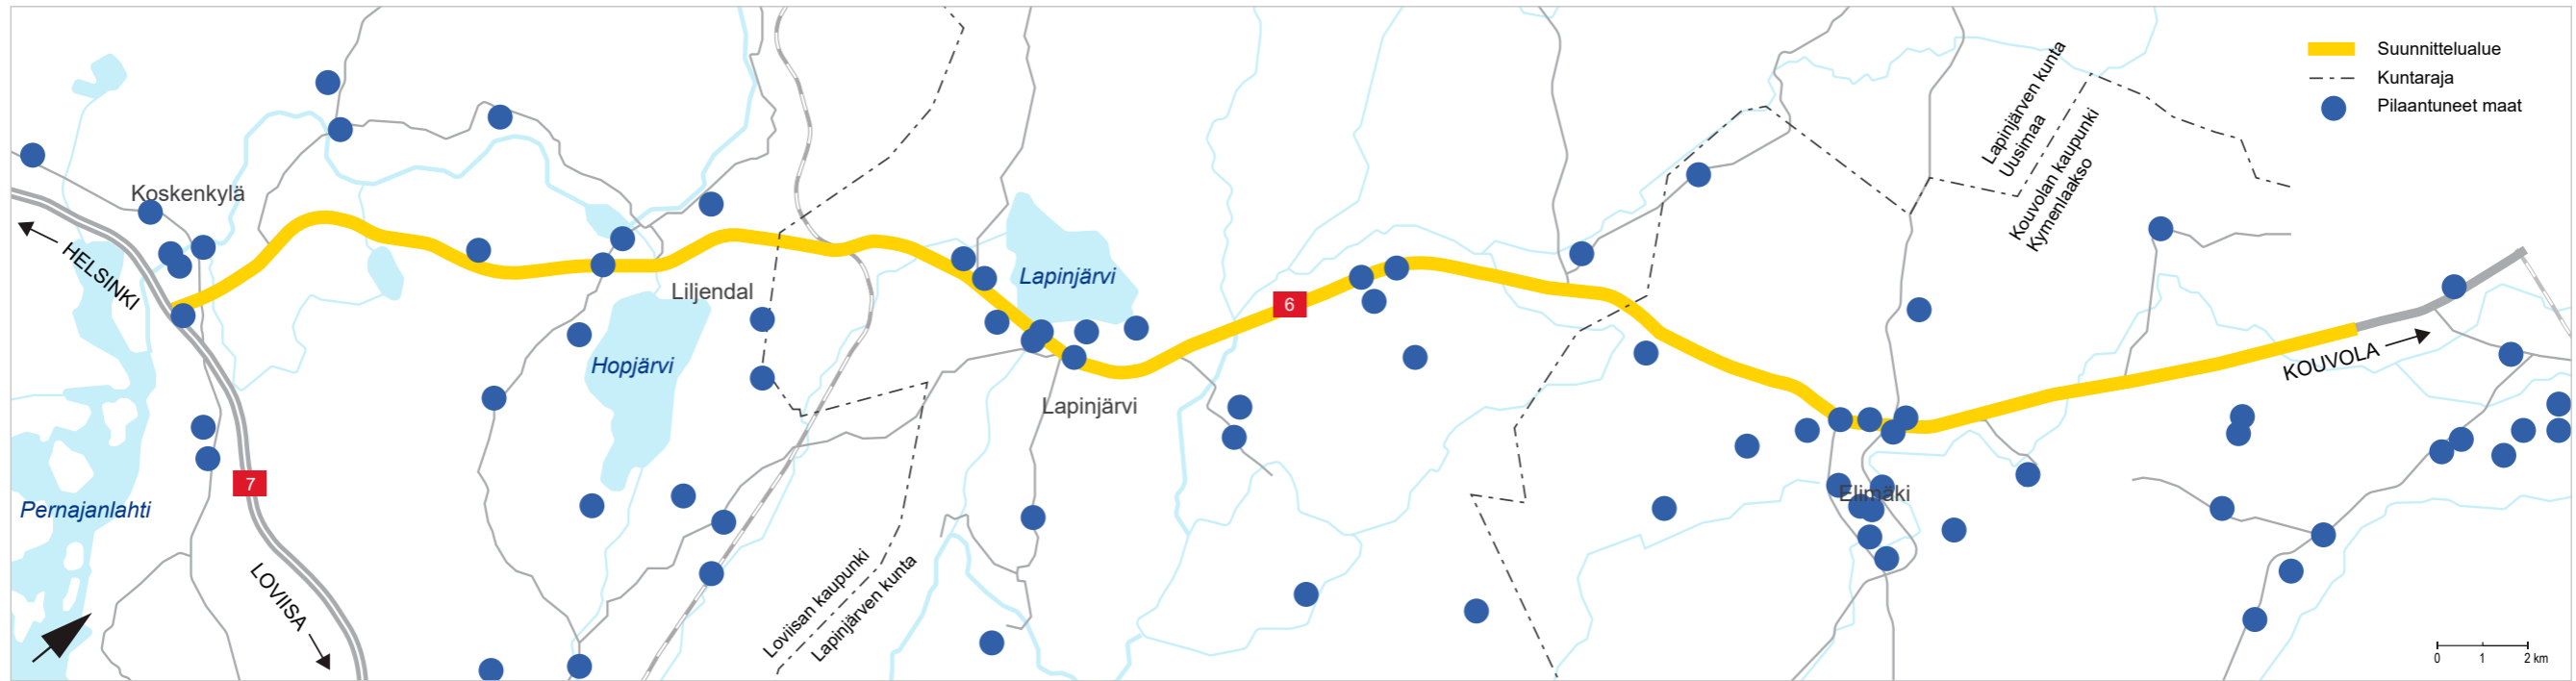 Suunnittelualue
Kuntaraja
Pilaantuneet maat
Lapinjärven kunta
Uusimaa
Kouvolan kaupunki
Kymenlaakso
Koskenkylä
HELSINKI
Liljendal
Lapinjärvi
6
Hopjärvi
KOUVOLA
Lapinjärvi
7
Pernajanlahti
Elimäki
LOVIISA
Loviisan kaupunki
Lapinjärven kunta
0 1 2 km